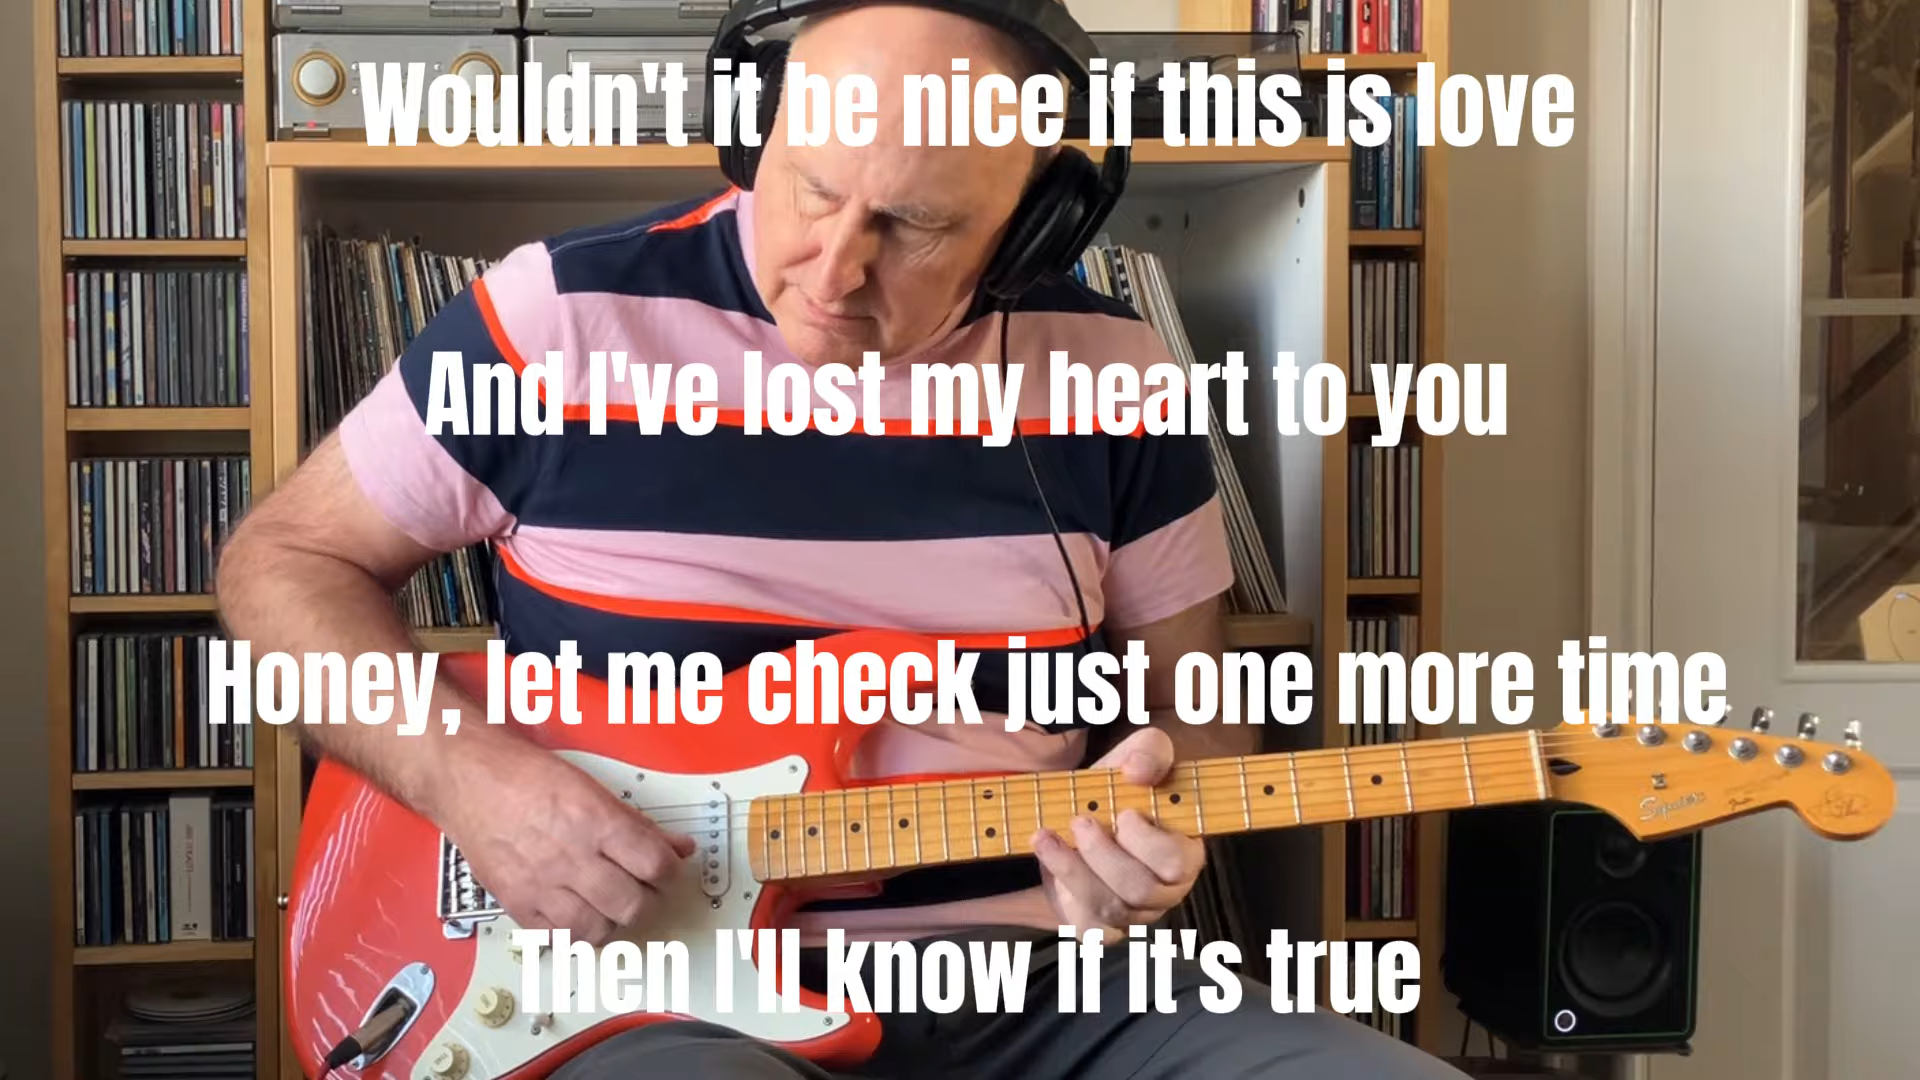 Wouldn't it be nice if this is love
And I've lost my heart to you
Honey, let me check just one more time
Then I'll know if it's true
Squier